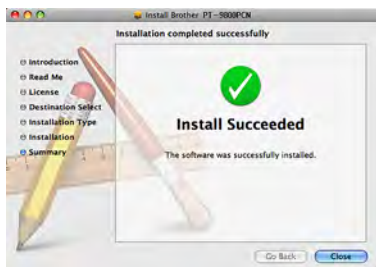 Install Brother PT-9800PCN
Installation completed successfully
Introduction
Read Me
License
Destination Select
Installation Type
Installation
Summary
Install Succeeded
The software was successfully installed.
Go Back
Close